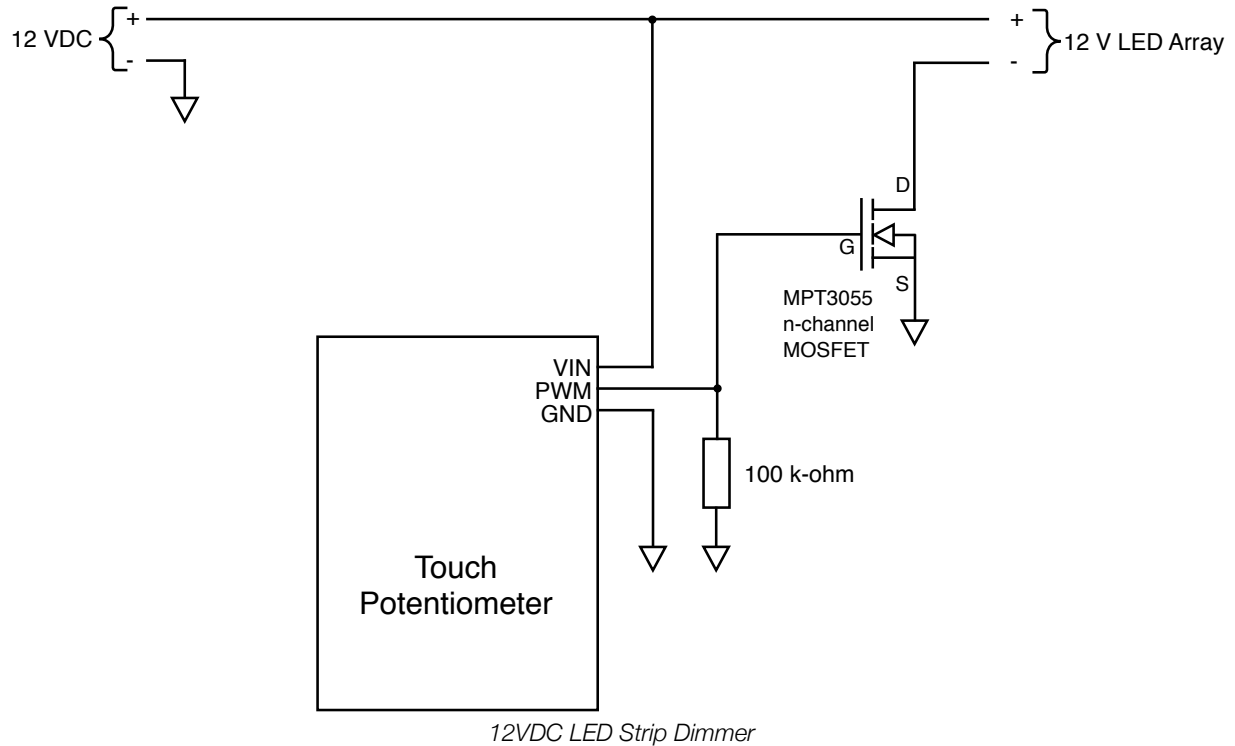 +
12 VDC
-
+
12 V LED Array
-
D
G
S
MPT3055
n-channel
MOSFET
VIN
PWM
GND
100 k-ohm
Touch
Potentiometer
12VDC LED Strip Dimmer